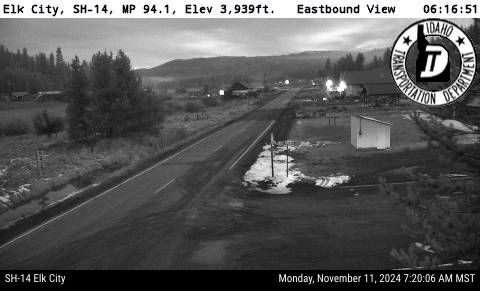 Elk City, SH-14, MP 94.1, Elev 3,939ft. Eastbound View 06:16:51
IDAHO
TRANSPORTATION DEPARTMENT
SH-14 Elk City Monday, November 11, 2024 7:20:06 AM MST